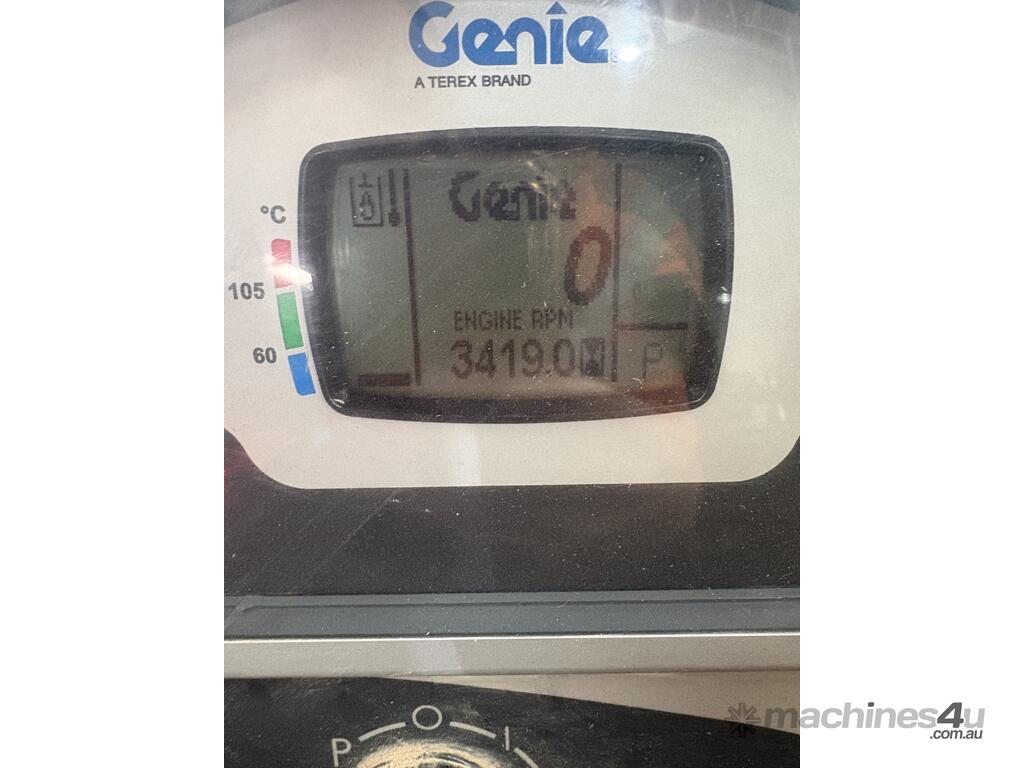 Genie
A TEREX BRAND
°C
105
60
Genie
0
ENGINE RPM
3419.0
P
P O I
machines4u
.com.au